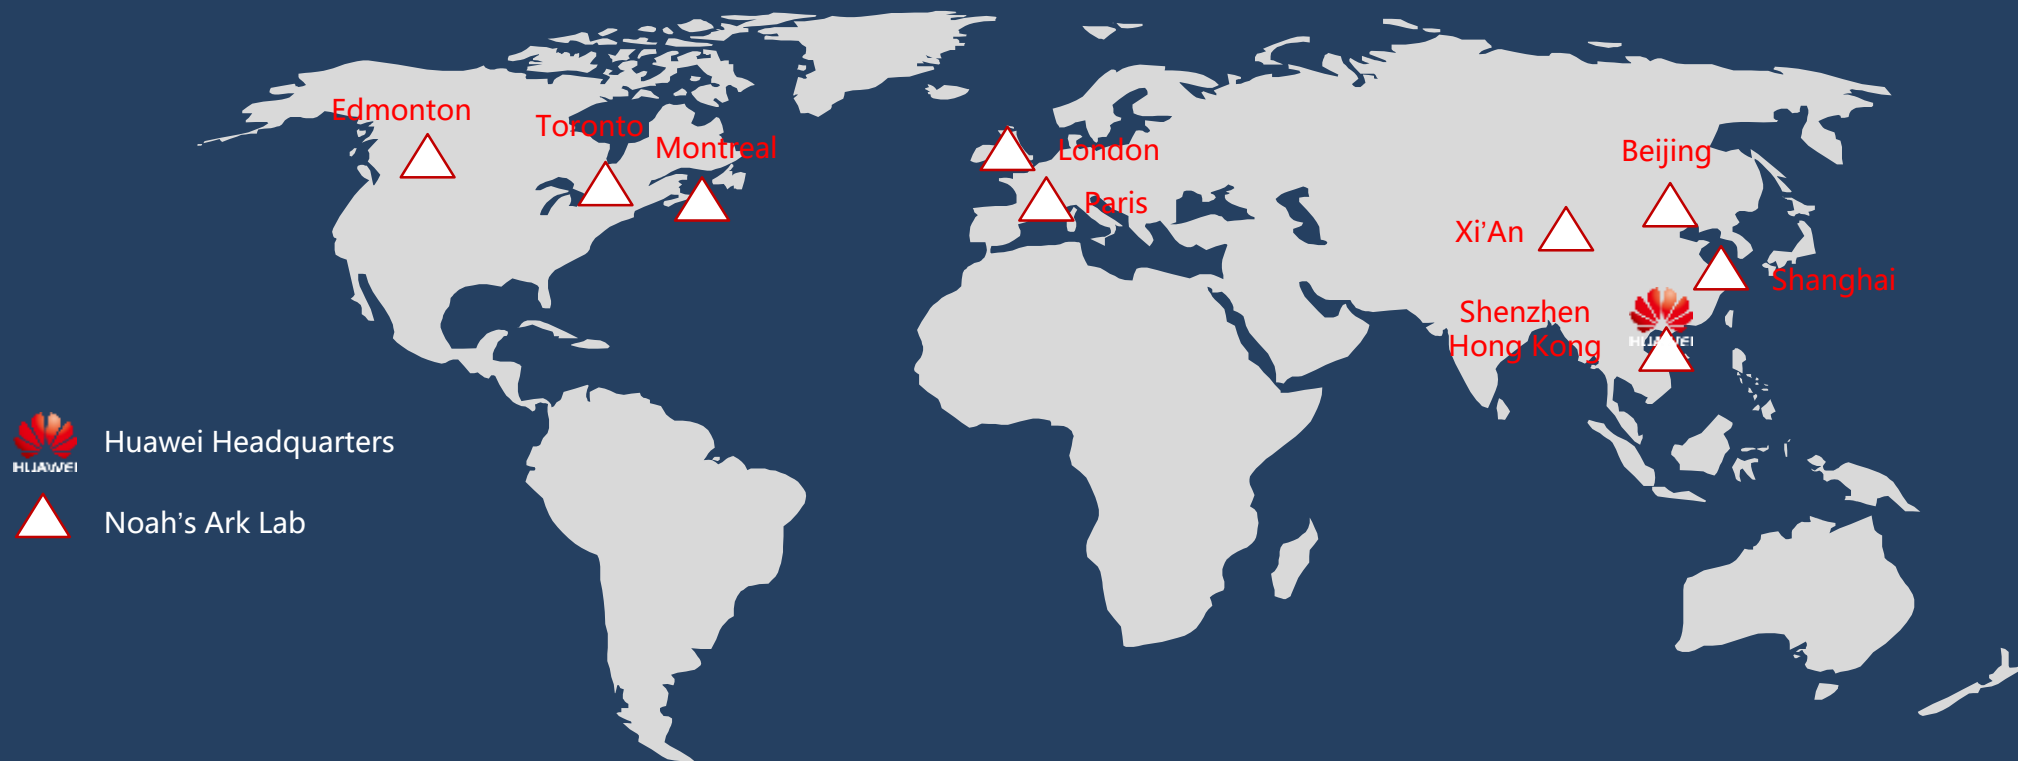 Edmonton
Toronto
Montreal
London
Paris
Beijing
Xi'An
Shanghai
Shenzhen
Hong Kong
HUAWEI
HUAWEI
Huawei Headquarters
Noah's Ark Lab